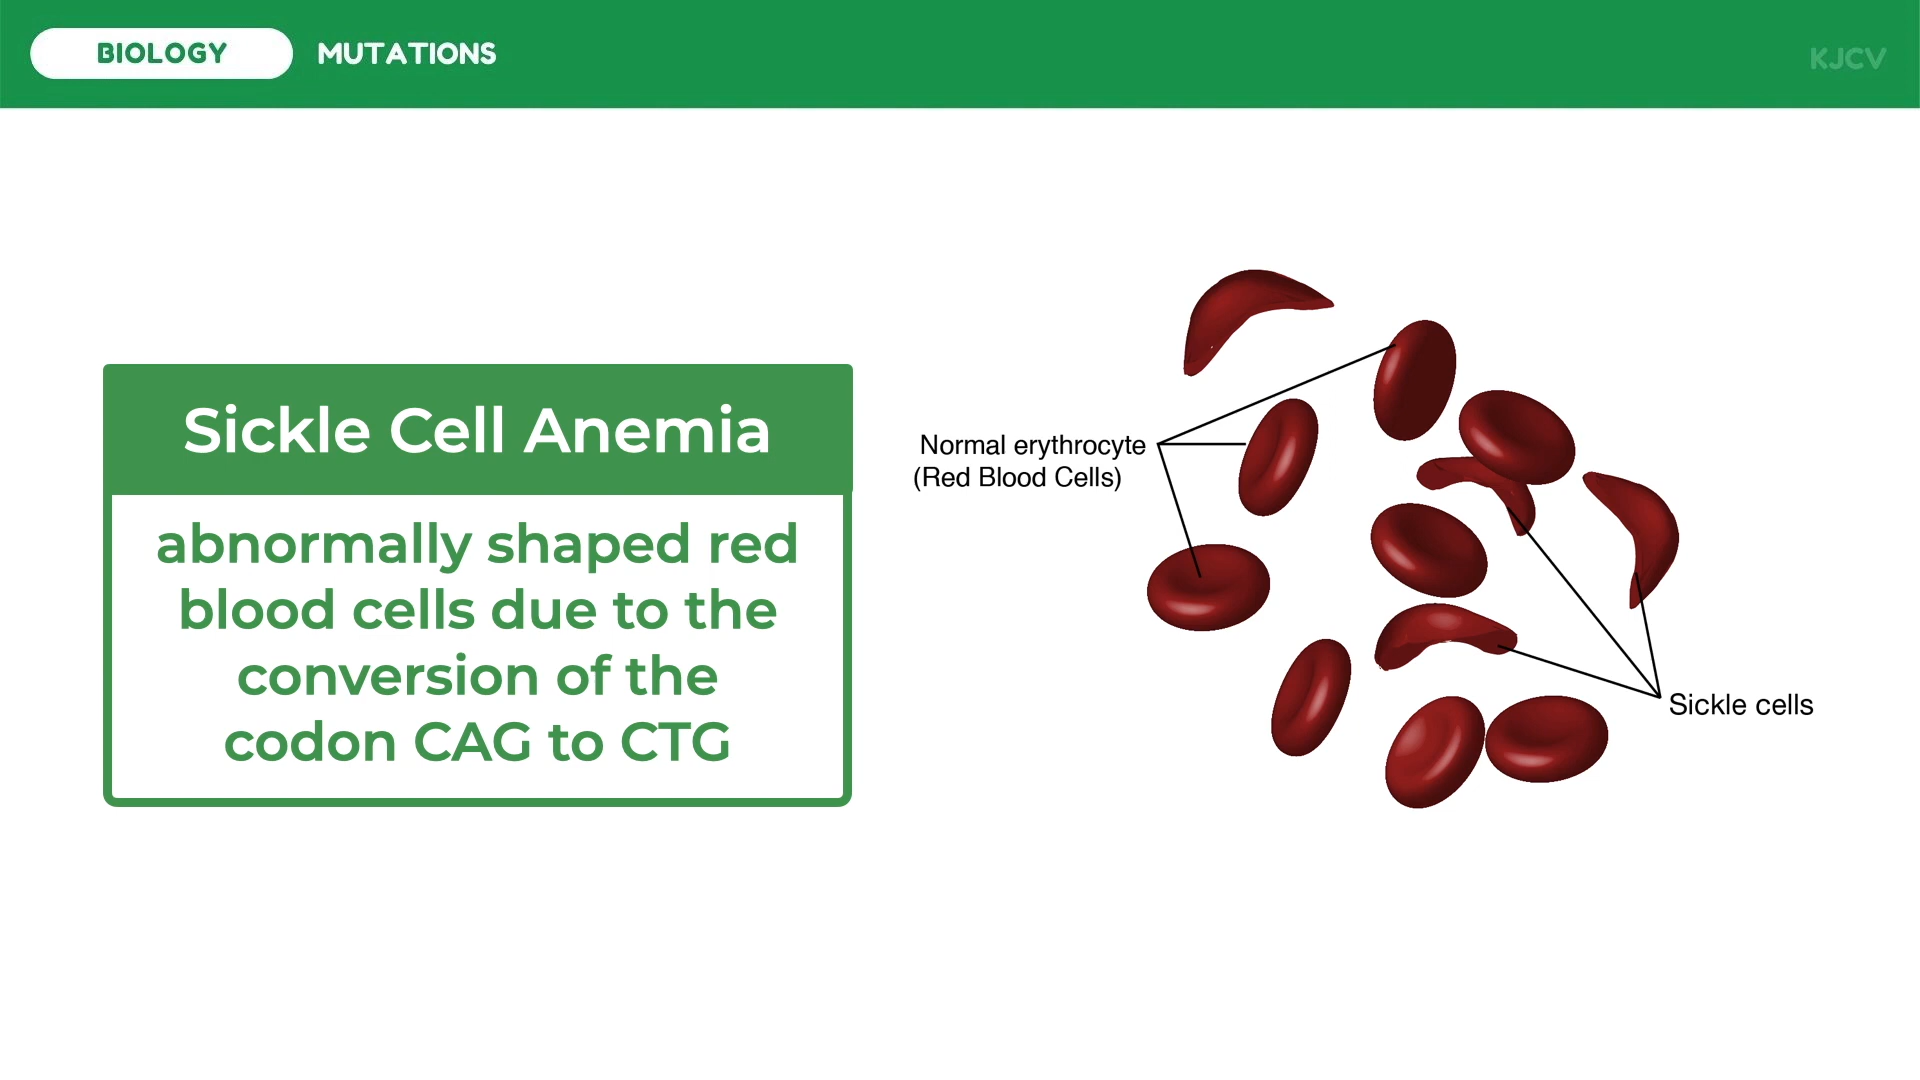 BIOLOGY
MUTATIONS
KJCV
Sickle Cell Anemia
abnormally shaped red
blood cells due to the
conversion of the
codon CAG to CTG
Normal erythrocyte
(Red Blood Cells)
Sickle cells